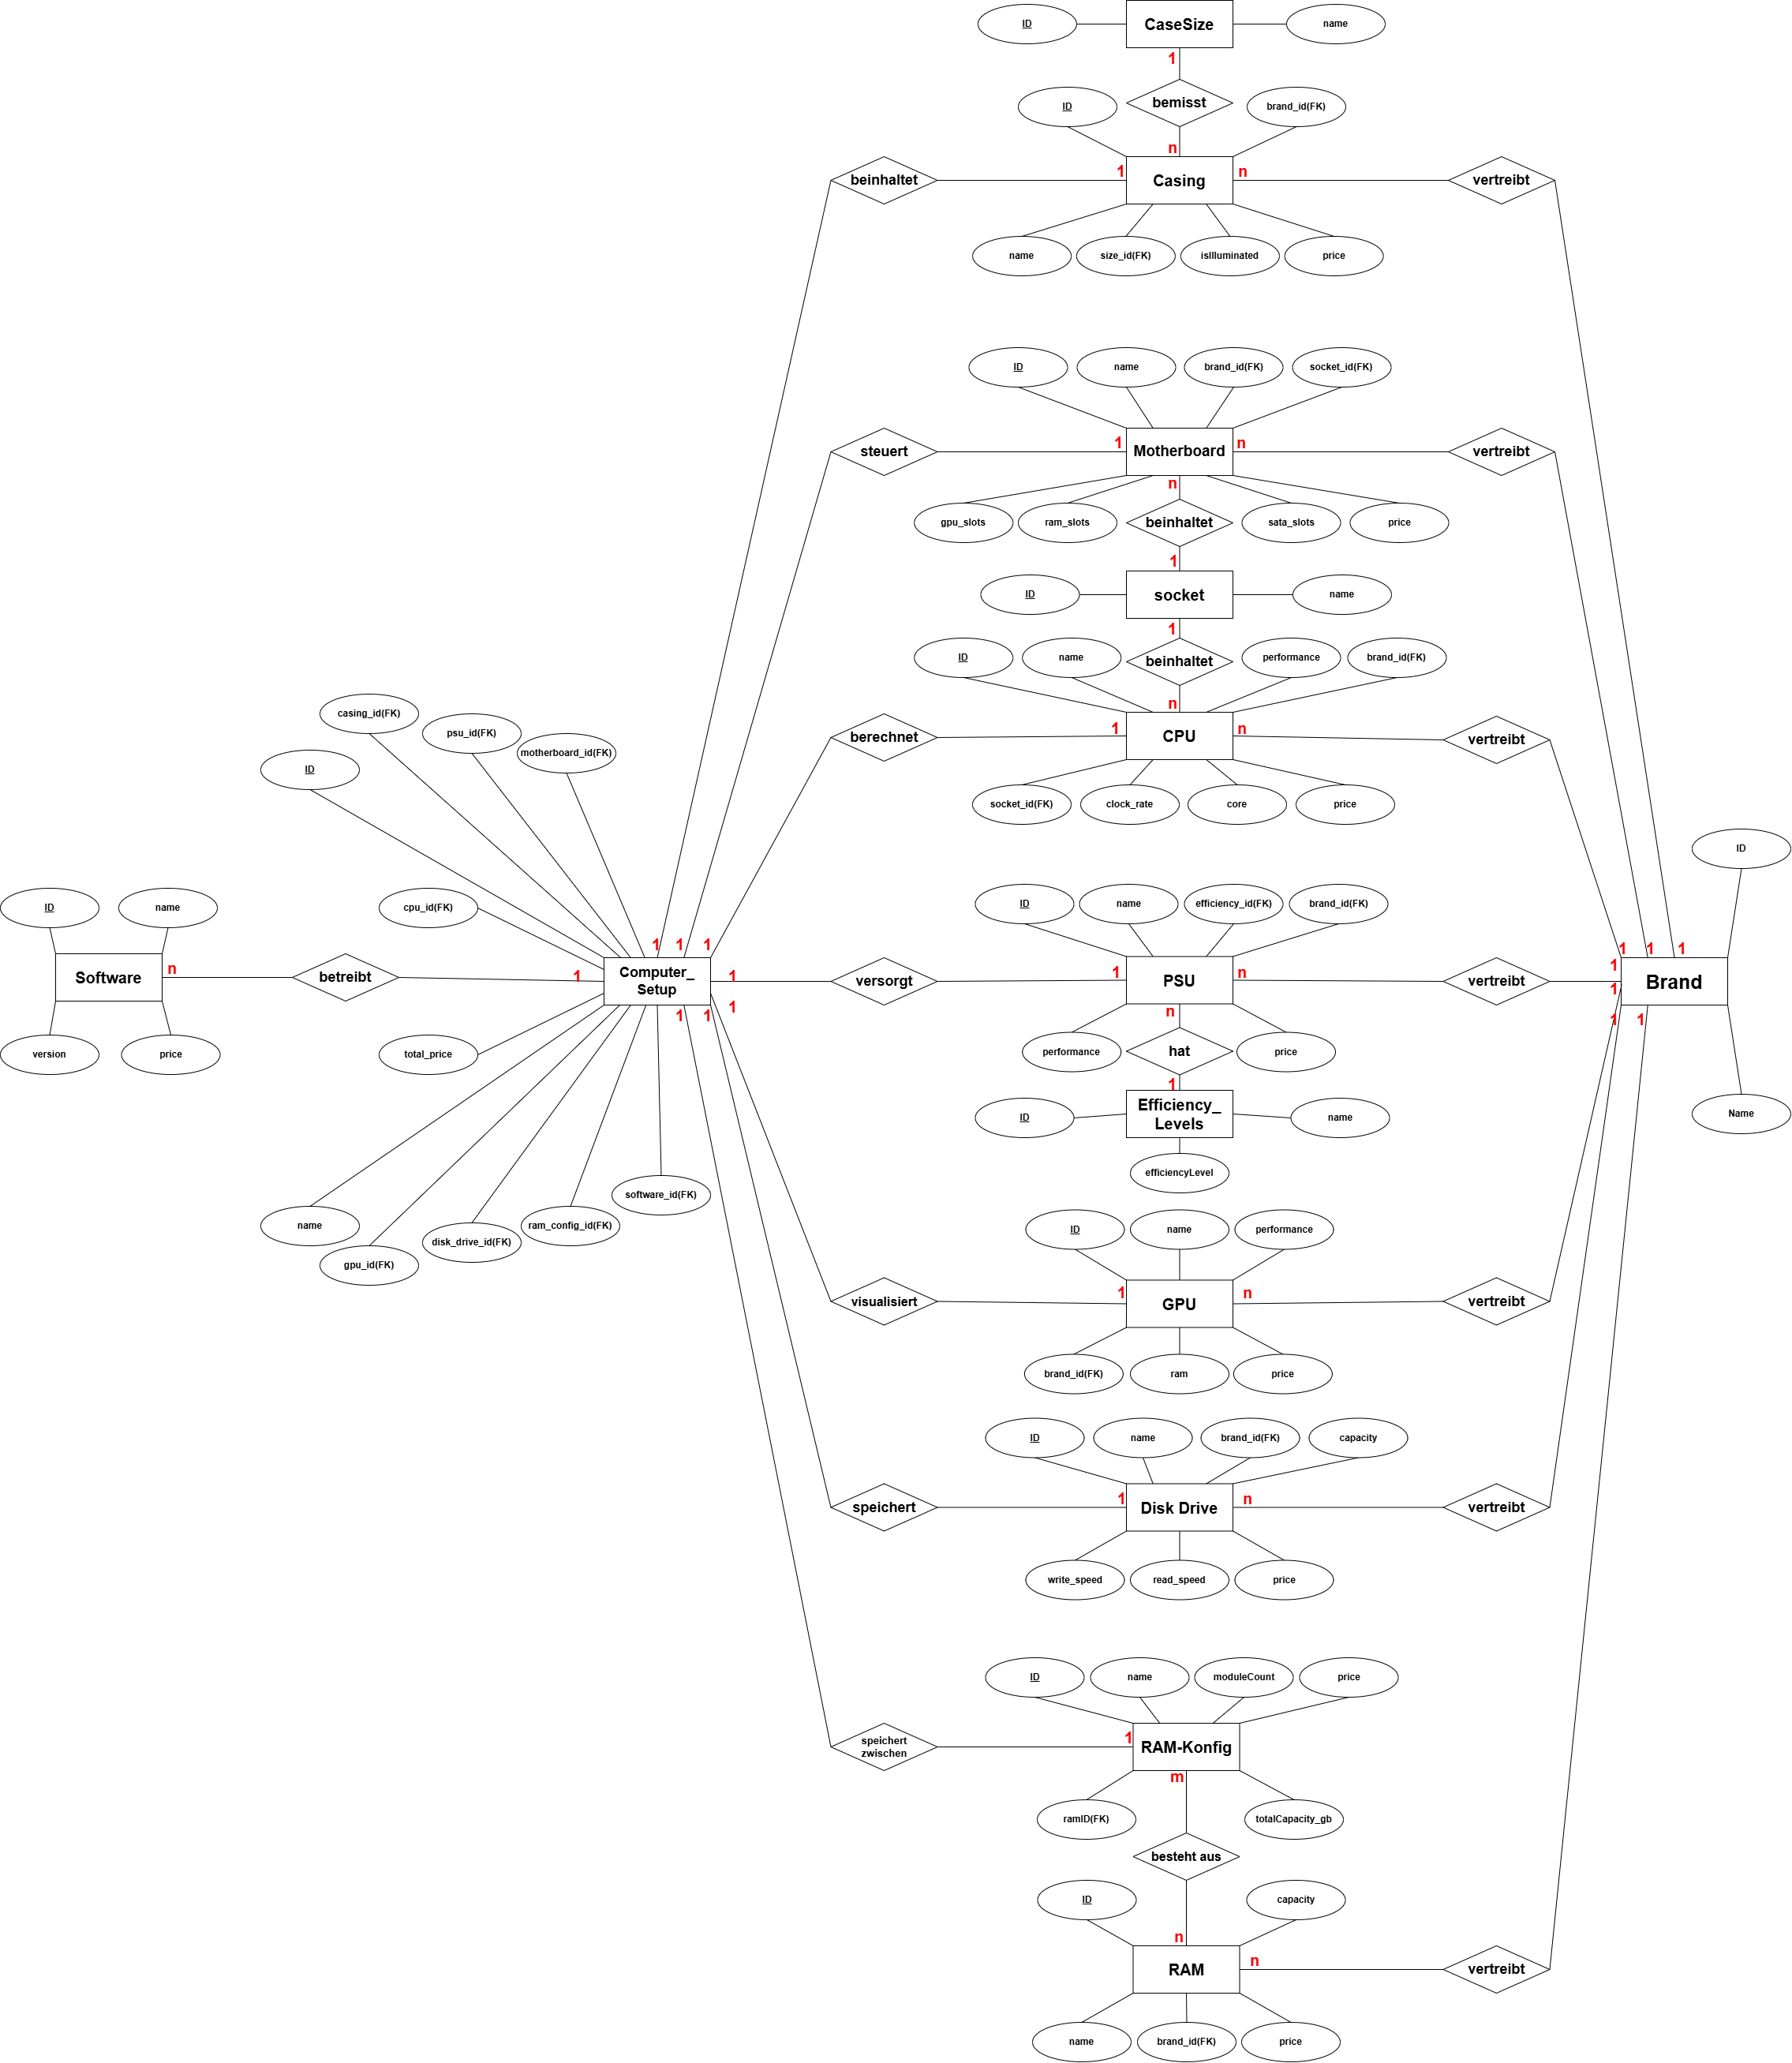 ID
CaseSize
name
1
bemisst
ID
brand_id(FK)
n
beinhaltet
1
Casing
n
vertreibt
name
size_id(FK)
isIlluminated
price
ID
name
brand_id(FK)
socket_id(FK)
steuert
1
Motherboard
n
vertreibt
n
gpu_slots
ram_slots
beinhaltet
sata_slots
price
1
ID
socket
name
1
ID
name
beinhaltet
performance
brand_id(FK)
n
berechnet
1
CPU
n
vertreibt
socket_id(FK)
clock_rate
core
price
casing_id(FK)
psu_id(FK)
motherboard_id(FK)
ID
cpu_id(FK)
ID
name
Software
n
version
price
betreibt
1
1
1
1
Computer_
Setup
1
1
1
1
total_price
name
gpu_id(FK)
disk_drive_id(FK)
ram_config_id(FK)
software_id(FK)
ID
name
efficiency_id(FK)
brand_id(FK)
versorgt
1
PSU
n
vertreibt
n
performance
hat
price
1
ID
Efficiency_
Levels
name
efficiencyLevel
ID
1
1
1
1
1
Brand
1
1
Name
ID
name
performance
visualisiert
1
GPU
n
vertreibt
brand_id(FK)
ram
price
ID
name
brand_id(FK)
capacity
speichert
1
Disk Drive
n
vertreibt
write_speed
read_speed
price
ID
name
moduleCount
price
speichert
zwischen
1
RAM-Konfig
m
ramID(FK)
totalCapacity_gb
besteht aus
ID
capacity
n
RAM
n
vertreibt
name
brand_id(FK)
price